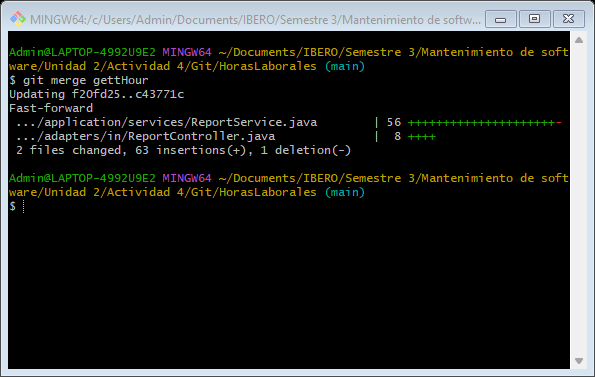 MINGW64:/c/Users/Admin/Documents/IBERO/Semestre 3/Mantenimiento de softw...
Admin@LAPTOP-4992U9E2 MINGW64 ~/Documents/IBERO/Semestre 3/Mantenimiento de soft
ware/Unidad 2/Actividad 4/Git/HorasLaborales (main)
$ git merge gettHour
Updating f20fd25..c43771c
Fast-forward
 .../application/services/ReportService.java        | 56 +++++++++++++++++++++-
 .../adapters/in/ReportController.java              |  8 ++++
 2 files changed, 63 insertions(+), 1 deletion(-)
Admin@LAPTOP-4992U9E2 MINGW64 ~/Documents/IBERO/Semestre 3/Mantenimiento de soft
ware/Unidad 2/Actividad 4/Git/HorasLaborales (main)
$